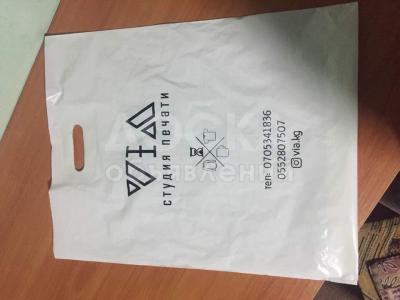 VIA
студия печати
тел: 0705341836
0552807507
via.kg